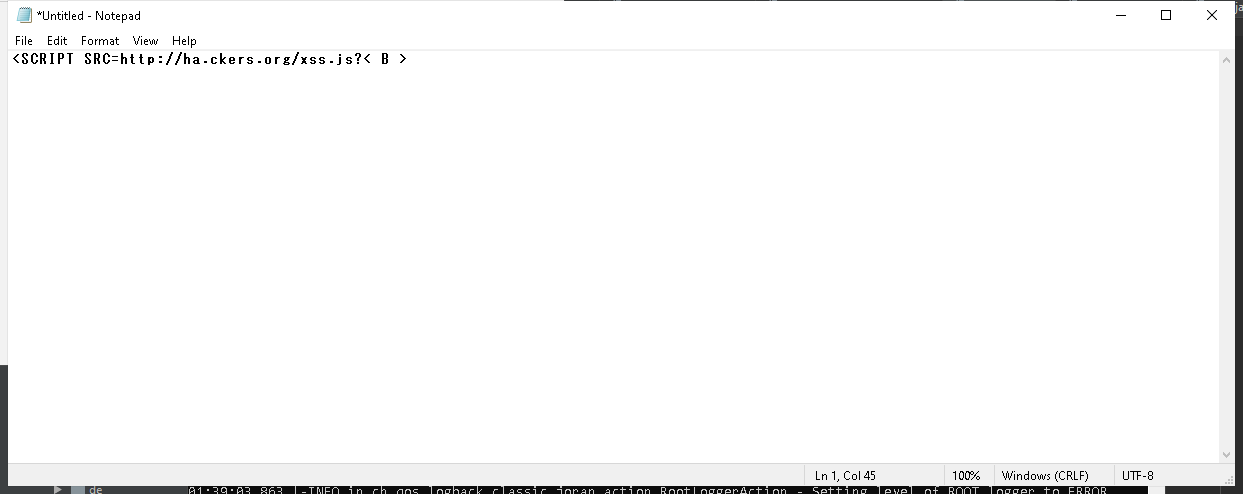 *Untitled - Notepad
File Edit Format View Help
<SCRIPT SRC=http://ha.ckers.org/xss.js?< B >
Ln 1, Col 45 100% Windows (CRLF) UTF-8
de 01:39:03,863 |-INFO in ch.qos.logback.classic.joran.action.RootLoggerAction - Setting level of ROOT logger to ERROR